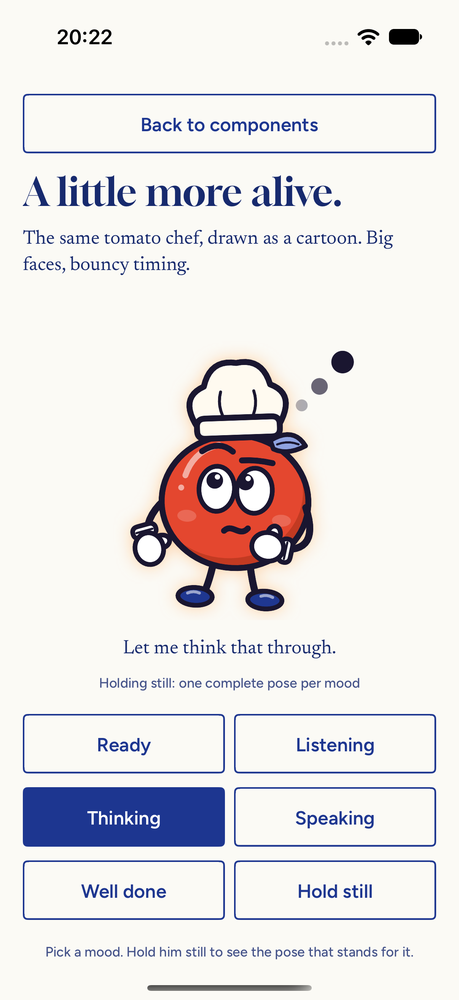 20:22
Back to components
A little more alive.
The same tomato chef, drawn as a cartoon. Big
faces, bouncy timing.
Let me think that through.
Holding still: one complete pose per mood
Ready
Listening
Thinking
Speaking
Well done
Hold still
Pick a mood. Hold him still to see the pose that stands for it.